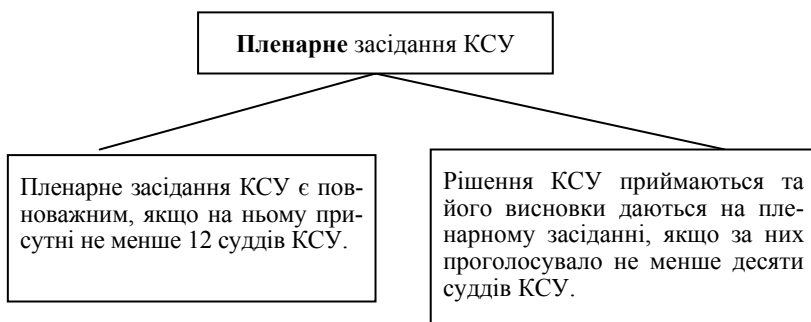 Пленарне засідання КСУ
Пленарне засідання КСУ є пов-
новажним, якщо на ньому при-
сутні не менше 12 суддів КСУ.
Рішення КСУ приймаються та
його висновки даються на пле-
нарному засіданні, якщо за них
проголосувало не менше десяти
суддів КСУ.